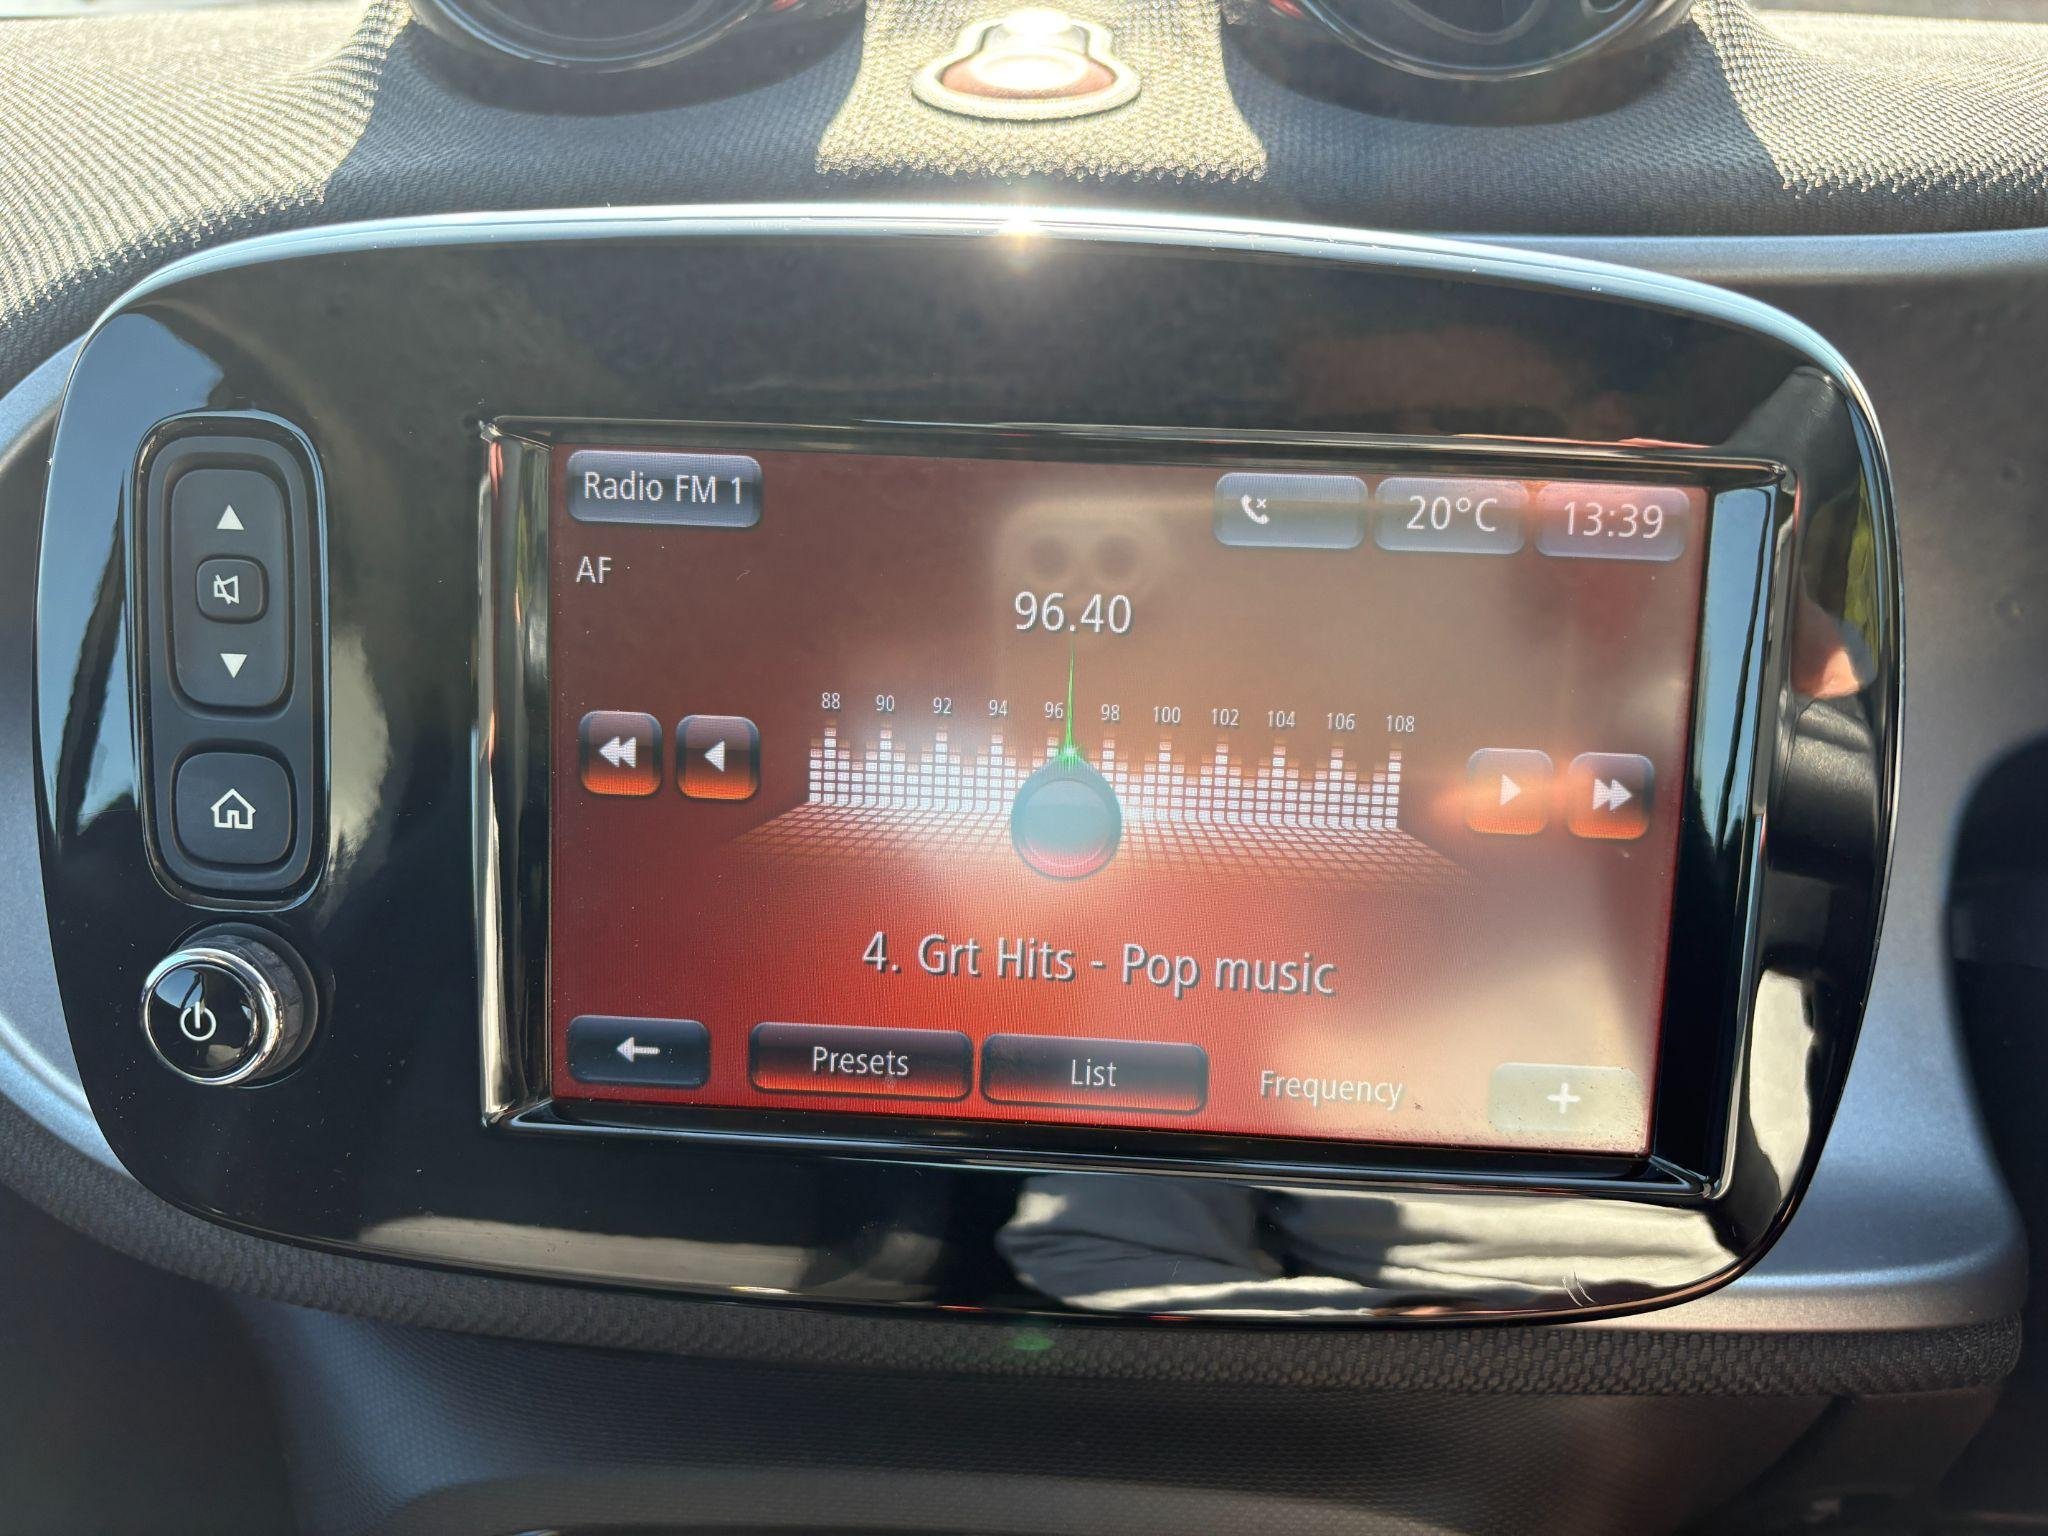 Radio FM 1
20°C
13:39
AF
96.40
88 90 92 94 96 98 100 102 104 106 108
4. Grt Hits - Pop music
Presets
List
Frequency
+